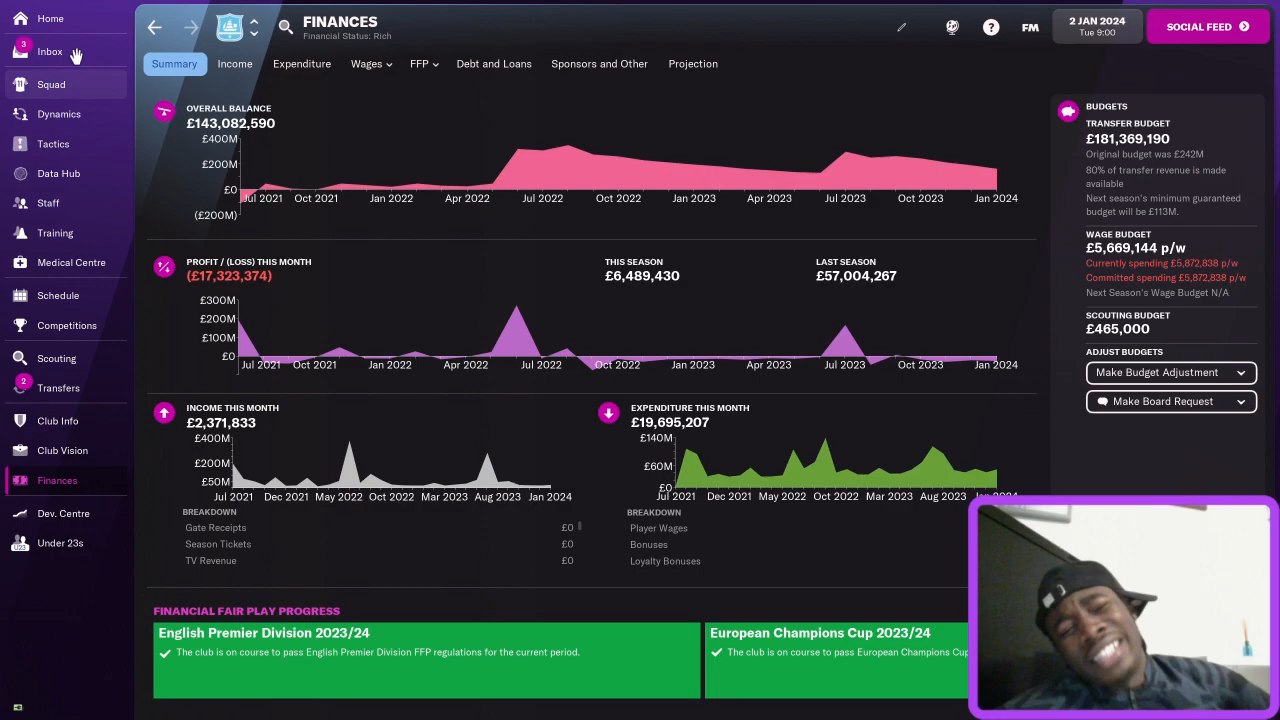 Home
3
Inbox
Squad
Dynamics
Tactics
Data Hub
Staff
Training
Medical Centre
Schedule
Competitions
Scouting
2
Transfers
Club Info
Club Vision
Finances
Dev. Centre
Under 23s
FINANCES
Financial Status: Rich
FM
2 JAN 2024
Tue 9:00
SOCIAL FEED
Summary Income Expenditure Wages FFP Debt and Loans Sponsors and Other Projection
OVERALL BALANCE
£143,082,590
£400M
£200M
£0
(£200M)
Jul 2021 Oct 2021 Jan 2022 Apr 2022 Jul 2022 Oct 2022 Jan 2023 Apr 2023 Jul 2023 Oct 2023 Jan 2024
PROFIT / (LOSS) THIS MONTH
(£17,323,374)
THIS SEASON
£6,489,430
LAST SEASON
£57,004,267
£300M
£200M
£100M
£0
Jul 2021 Oct 2021 Jan 2022 Apr 2022 Jul 2022 Oct 2022 Jan 2023 Apr 2023 Jul 2023 Oct 2023 Jan 2024
INCOME THIS MONTH
£2,371,833
£400M
£200M
£50M
Jul 2021 Dec 2021 May 2022 Oct 2022 Mar 2023 Aug 2023 Jan 2024
BREAKDOWN
Gate Receipts £0
Season Tickets £0
TV Revenue £0
EXPENDITURE THIS MONTH
£19,695,207
£140M
£60M
£0
Jul 2021 Dec 2021 May 2022 Oct 2022 Mar 2023 Aug 2023 Jan 2024
BREAKDOWN
Player Wages
Bonuses
Loyalty Bonuses
FINANCIAL FAIR PLAY PROGRESS
English Premier Division 2023/24
The club is on course to pass English Premier Division FFP regulations for the current period.
European Champions Cup 2023/24
The club is on course to pass European Champions Cup
BUDGETS
TRANSFER BUDGET
£181,369,190
Original budget was £242M
80% of transfer revenue is made
available
Next season's minimum guaranteed
budget will be £113M.
WAGE BUDGET
£5,669,144 p/w
Currently spending £5,872,838 p/w
Committed spending £5,872,838 p/w
Next Season's Wage Budget N/A
SCOUTING BUDGET
£465,000
ADJUST BUDGETS
Make Budget Adjustment
Make Board Request